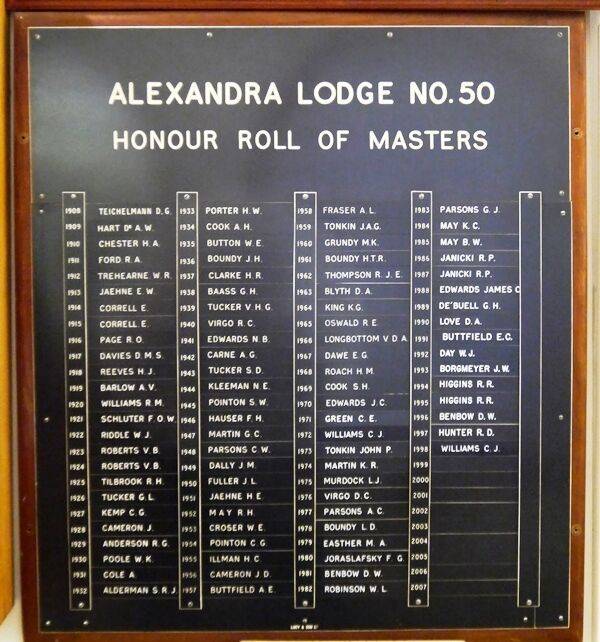 ALEXANDRA LODGE NO.50
HONOUR ROLL OF MASTERS
1908 TEICHELMANN D.G.
1909 HART Dᴿ A.W.
1910 CHESTER H.A.
1911 FORD R.A.
1912 TREHEARNE W.R.
1913 JAEHNE E.W.
1914 CORRELL E.
1915 CORRELL E.
1916 PAGE R.O.
1917 DAVIES D.M.S.
1918 REEVES H.J.
1919 BARLOW A.V.
1920 WILLIAMS R.M.
1921 SCHLUTER F.O.W.
1922 RIDDLE W.J.
1923 ROBERTS V.B.
1924 ROBERTS V.B.
1925 TILBROOK R.H.
1926 TUCKER G.L.
1927 KEMP C.G.
1928 CAMERON J.
1929 ANDERSON R.G.
1930 POOLE W.K.
1931 COLE A.
1932 ALDERMAN S.R.J.
1933 PORTER H.W.
1934 COOK A.H.
1935 BUTTON W.E.
1936 BOUNDY J.H.
1937 CLARKE H.R.
1938 BAASS G.H.
1939 TUCKER V.H.G.
1940 VIRGO R.C.
1941 EDWARDS N.B.
1942 CARNE A.G.
1943 TUCKER S.D.
1944 KLEEMAN N.E.
1945 POINTON S.W.
1946 HAUSER F.H.
1947 MARTIN G.C.
1948 PARSONS C.W.
1949 DALLY J.M.
1950 FULLER J.L.
1951 JAEHNE H.E.
1952 MAY R.H.
1953 CROSER W.E.
1954 POINTON C.G.
1955 ILLMAN H.C.
1956 CAMERON J.D.
1957 BUTTFIELD A.E.
1958 FRASER A.L.
1959 TONKIN J.A.G.
1960 GRUNDY M.K.
1961 BOUNDY H.T.R.
1962 THOMPSON R.J.E.
1963 BLYTH D.A.
1964 KING K.G.
1965 OSWALD R.E.
1966 LONGBOTTOM V.D.A.
1967 DAWE E.G.
1968 ROACH H.M.
1969 COOK S.H.
1970 EDWARDS J.C.
1971 GREEN C.E.
1972 WILLIAMS C.J.
1973 TONKIN JOHN P.
1974 MARTIN K.R.
1975 MURDOCK L.J.
1976 VIRGO D.C.
1977 PARSONS A.C.
1978 BOUNDY L.D.
1979 EASTHER M.A.
1980 JORASLAFSKY F.G.
1981 BENBOW D.W.
1982 ROBINSON W.L.
1983 PARSONS G.J.
1984 MAY K.C.
1985 MAY B.W.
1986 JANICKI R.P.
1987 JANICKI R.P.
1988 EDWARDS JAMES C
1989 DE'BUELL G.H.
1990 LOVE D.A.
1991 BUTTFIELD E.C.
1992 DAY W.J.
1993 BORGMEYER J.W.
1994 HIGGINS R.R.
1995 HIGGINS R.R.
1996 BENBOW D.W.
1997 HUNTER R.D.
1998 WILLIAMS C.J.
1999
2000
2001
2002
2003
2004
2005
2006
2007